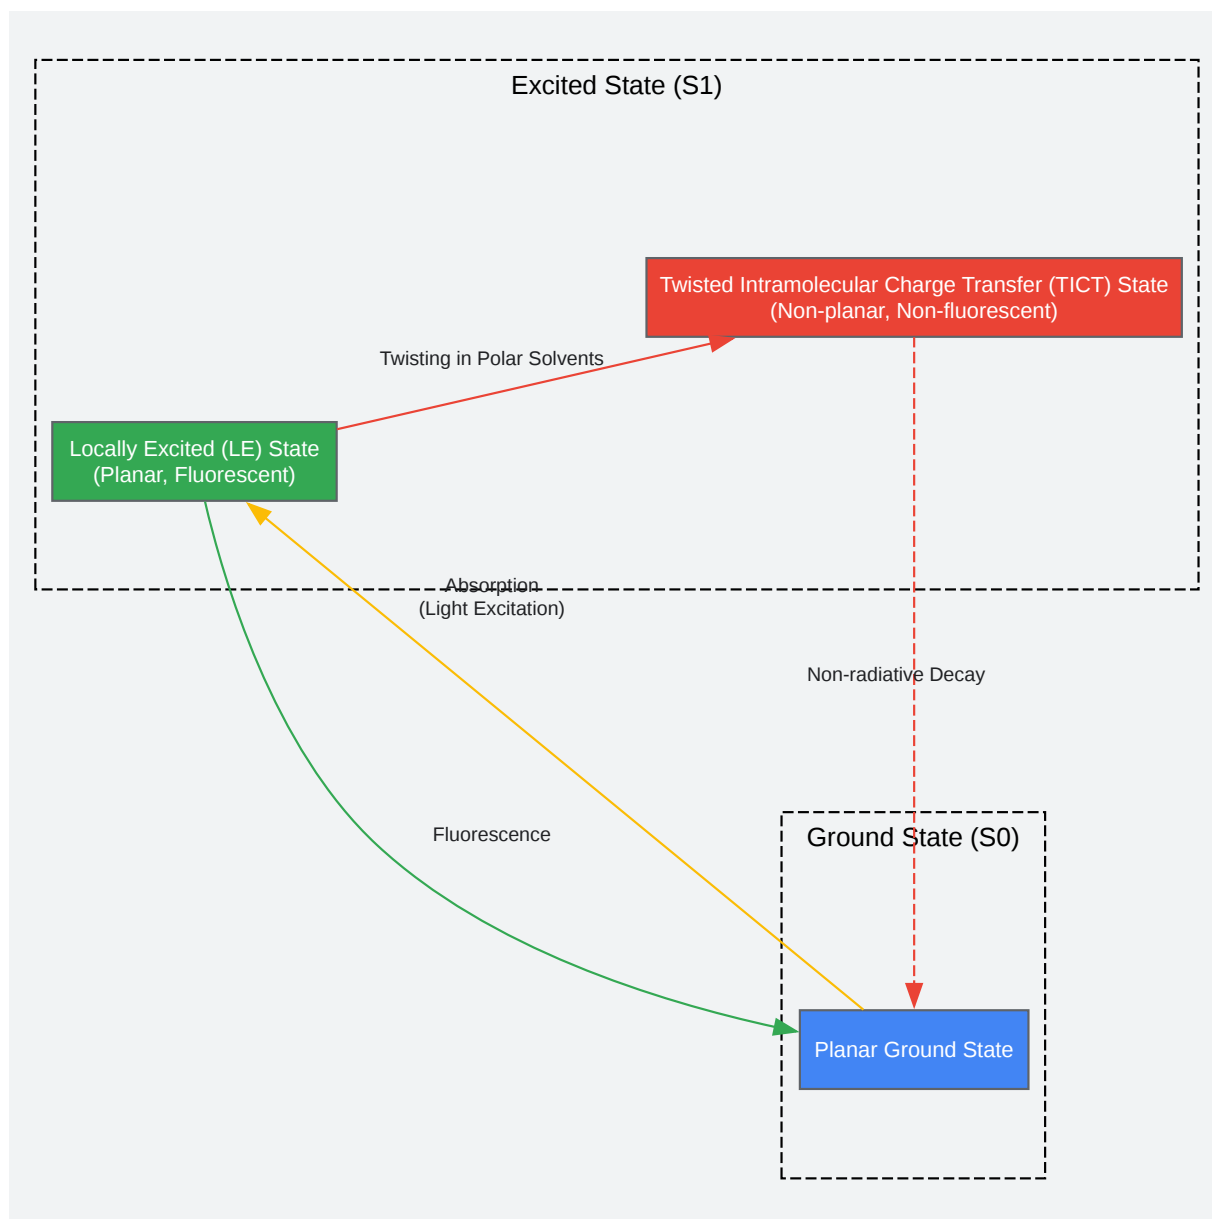 Excited State (S1)
Twisted Intramolecular Charge Transfer (TICT) State
(Non-planar, Non-fluorescent)
Twisting in Polar Solvents
Locally Excited (LE) State
(Planar, Fluorescent)
Absorption
(Light Excitation)
Non-radiative Decay
Fluorescence
Ground State (S0)
Planar Ground State